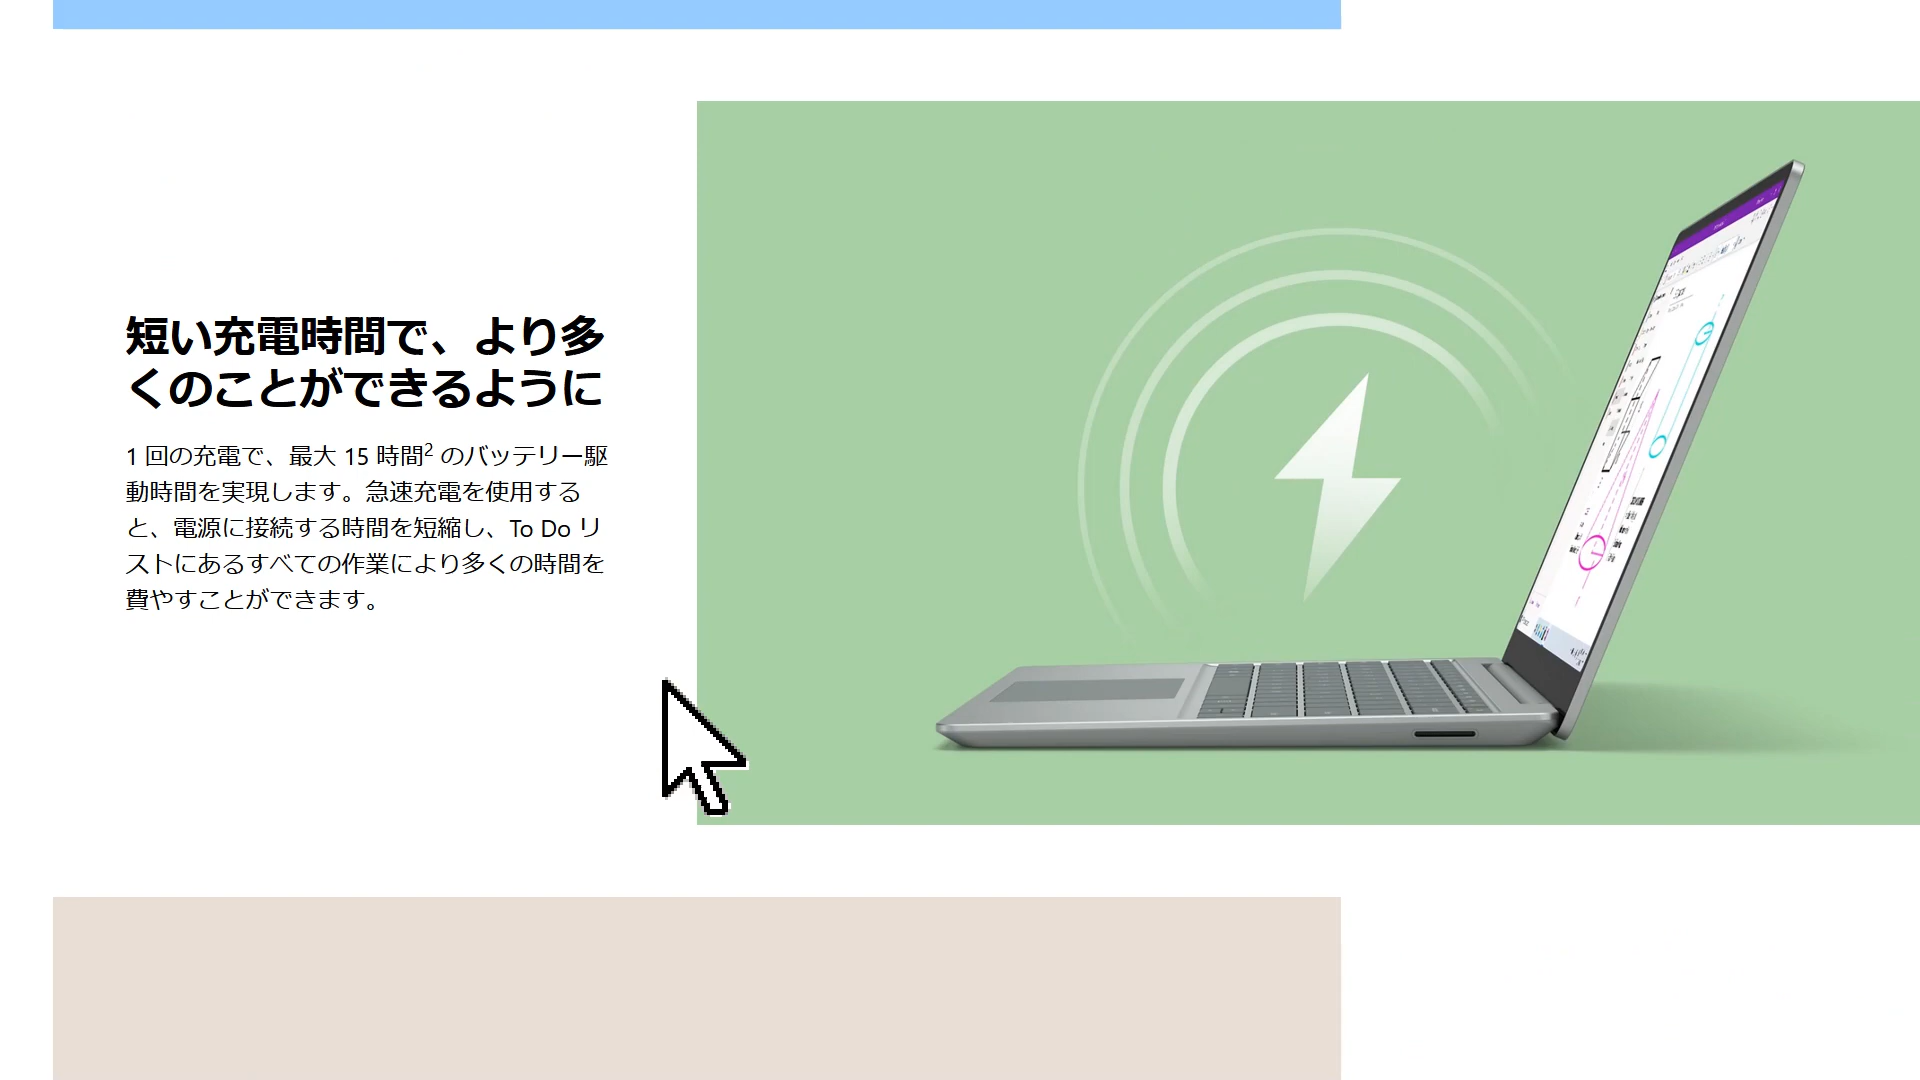 短い充電時間で、より多
くのことができるように
1 回の充電で、最大 15 時間2 のバッテリー駆
動時間を実現します。急速充電を使用する
と、電源に接続する時間を短縮し、To Do リ
ストにあるすべての作業により多くの時間を
費やすことができます。